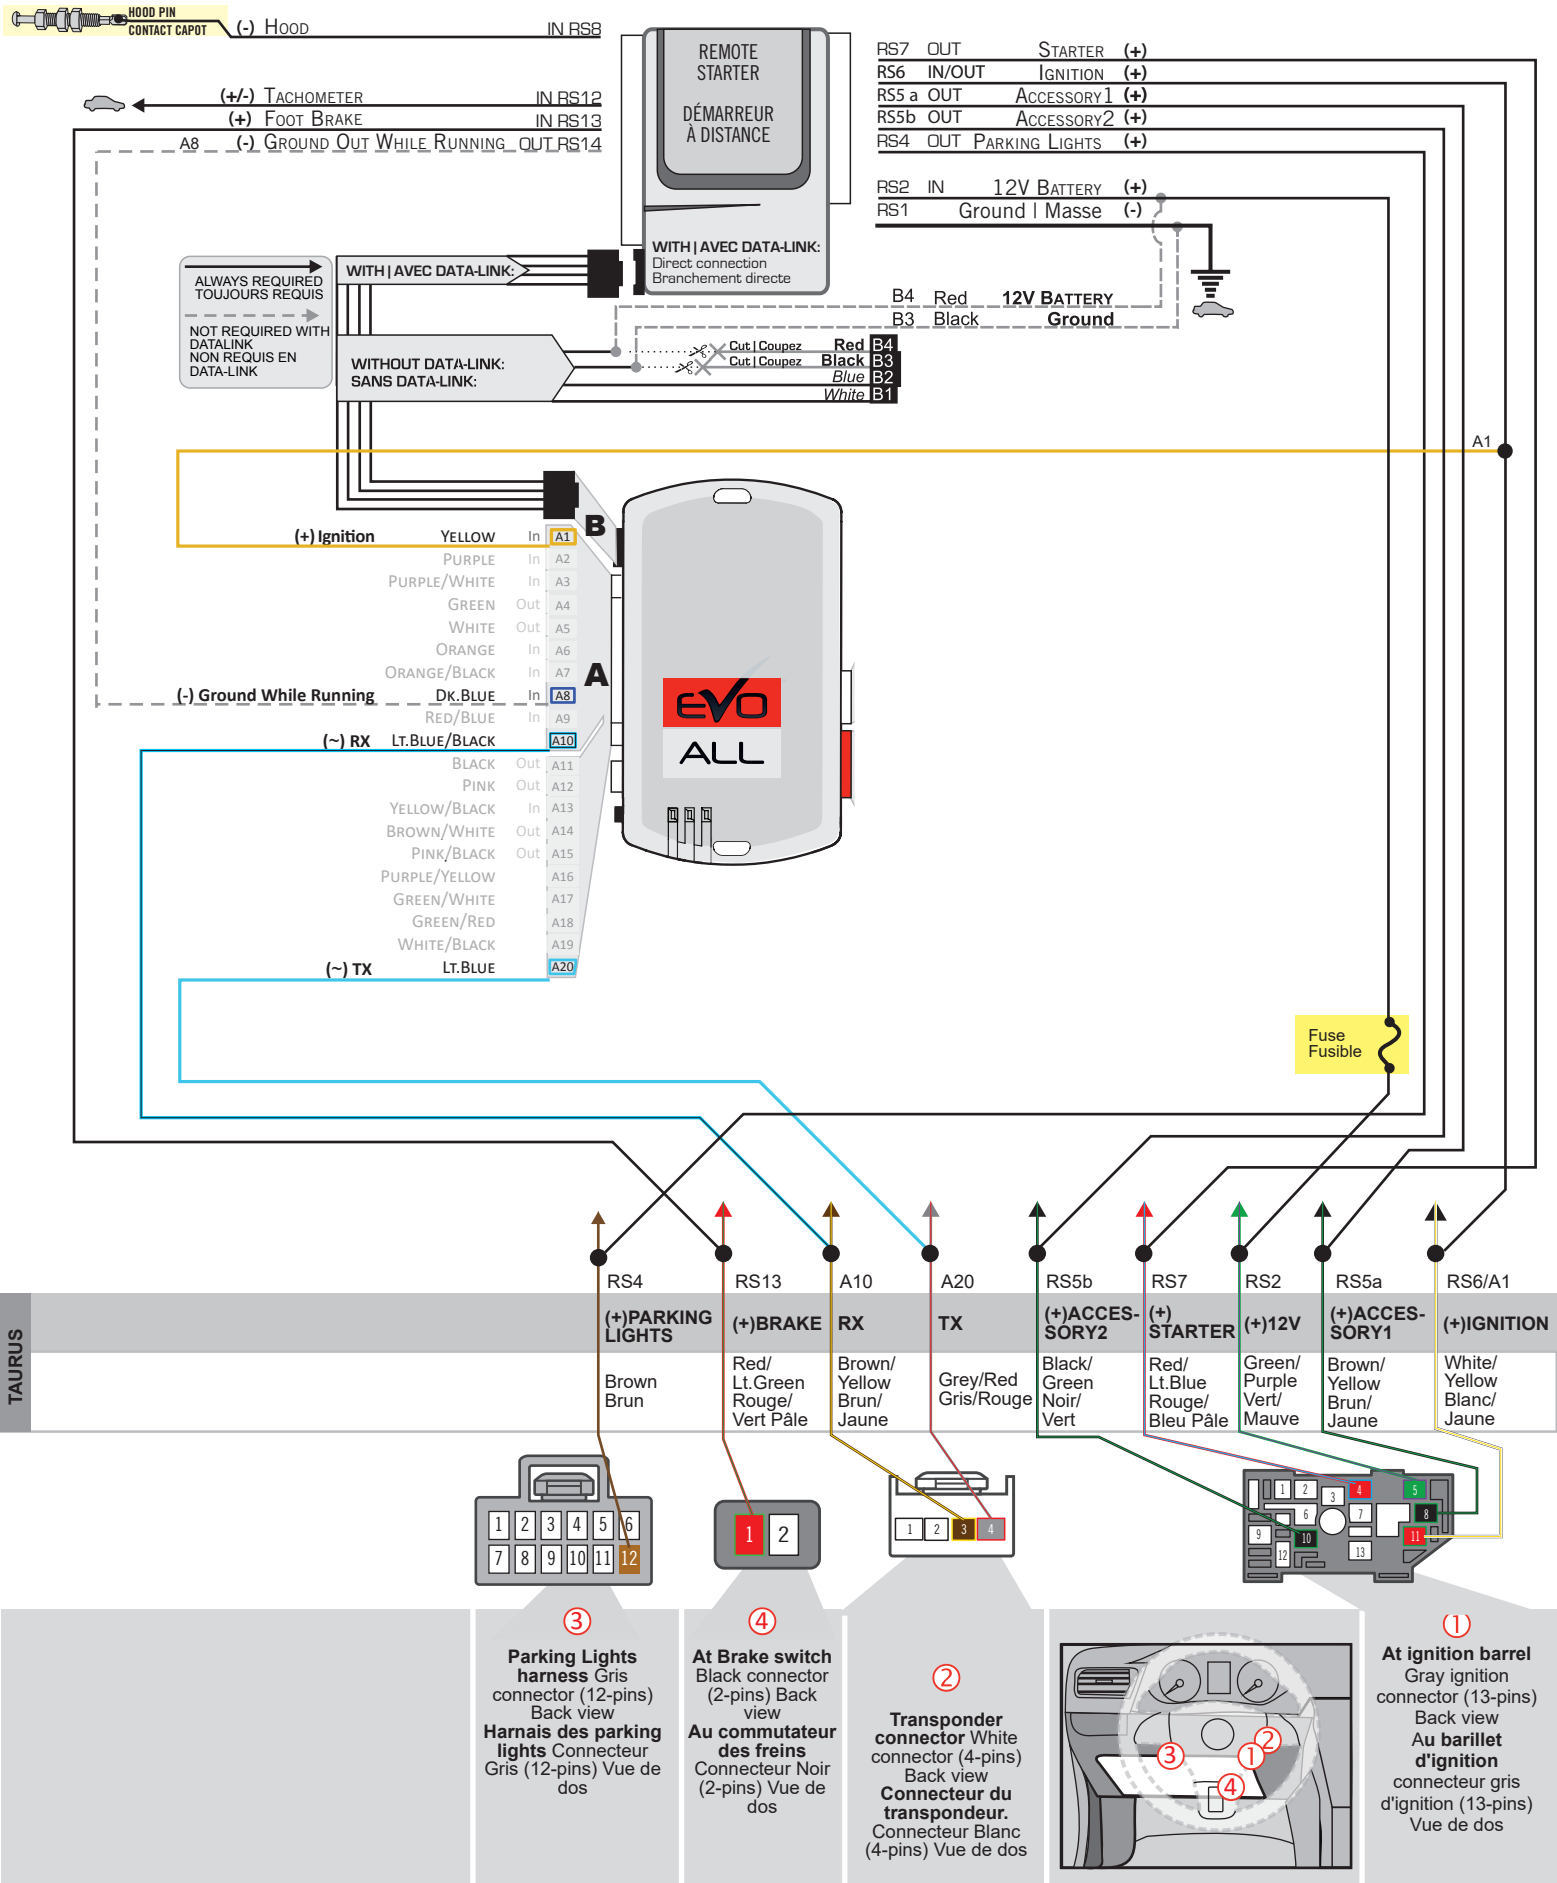 HOOD PIN
CONTACT CAPOT
(-) HOOD IN RS8
(+/-) TACHOMETER IN RS12
(+) FOOT BRAKE IN RS13
A8 (-) GROUND OUT WHILE RUNNING OUT RS14
REMOTE
STARTER
DÉMARREUR
À DISTANCE
WITH | AVEC DATA-LINK:
Direct connection
Branchement directe
RS7 OUT STARTER (+)
RS6 IN/OUT IGNITION (+)
RS5 a OUT ACCESSORY1 (+)
RS5b OUT ACCESSORY2 (+)
RS4 OUT PARKING LIGHTS (+)
RS2 IN 12V BATTERY (+)
RS1 Ground | Masse (-)
ALWAYS REQUIRED
TOUJOURS REQUIS
NOT REQUIRED WITH
DATALINK
NON REQUIS EN
DATA-LINK
WITH | AVEC DATA-LINK:
WITHOUT DATA-LINK:
SANS DATA-LINK:
B4 Red 12V BATTERY
B3 Black Ground
Cut | Coupez Red B4
Cut | Coupez Black B3
Blue B2
White B1
A1
B
A
(+) Ignition YELLOW In A1
PURPLE In A2
PURPLE/WHITE In A3
GREEN Out A4
WHITE Out A5
ORANGE In A6
ORANGE/BLACK In A7
(-) Ground While Running DK.BLUE In A8
RED/BLUE In A9
(~) RX LT.BLUE/BLACK A10
BLACK Out A11
PINK Out A12
YELLOW/BLACK In A13
BROWN/WHITE Out A14
PINK/BLACK Out A15
PURPLE/YELLOW A16
GREEN/WHITE A17
GREEN/RED A18
WHITE/BLACK A19
(~) TX LT.BLUE A20
EVO
ALL
Fuse
Fusible
RS4 RS13 A10 A20 RS5b RS7 RS2 RS5a RS6/A1
TAURUS
(+)PARKING
LIGHTS
(+)BRAKE
RX
TX
(+)ACCES-
SORY2
(+)
STARTER
(+)12V
(+)ACCES-
SORY1
(+)IGNITION
Brown
Brun
Red/
Lt.Green
Rouge/
Vert Pâle
Brown/
Yellow
Brun/
Jaune
Grey/Red
Gris/Rouge
Black/
Green
Noir/
Vert
Red/
Lt.Blue
Rouge/
Bleu Pâle
Green/
Purple
Vert/
Mauve
Brown/
Yellow
Brun/
Jaune
White/
Yellow
Blanc/
Jaune
1 2 3 4 5 6
7 8 9 10 11 12
1 2
1 2 3 4
1 2 3 4 5
6 7 8
9 10 11
12 13
3
Parking Lights
harness Gris
connector (12-pins)
Back view
Harnais des parking
lights Connecteur
Gris (12-pins) Vue de
dos
4
At Brake switch
Black connector
(2-pins) Back
view
Au commutateur
des freins
Connecteur Noir
(2-pins) Vue de
dos
2
Transponder
connector White
connector (4-pins)
Back view
Connecteur du
transpondeur.
Connecteur Blanc
(4-pins) Vue de dos
3 1 2
4
1
At ignition barrel
Gray ignition
connector (13-pins)
Back view
Au barillet
d'ignition
connecteur gris
d'ignition (13-pins)
Vue de dos